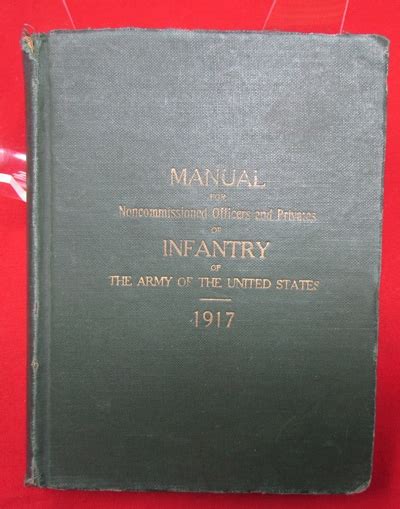 MANUAL
FOR
Noncommissioned Officers and Privates
OF
INFANTRY
OF
THE ARMY OF THE UNITED STATES
1917